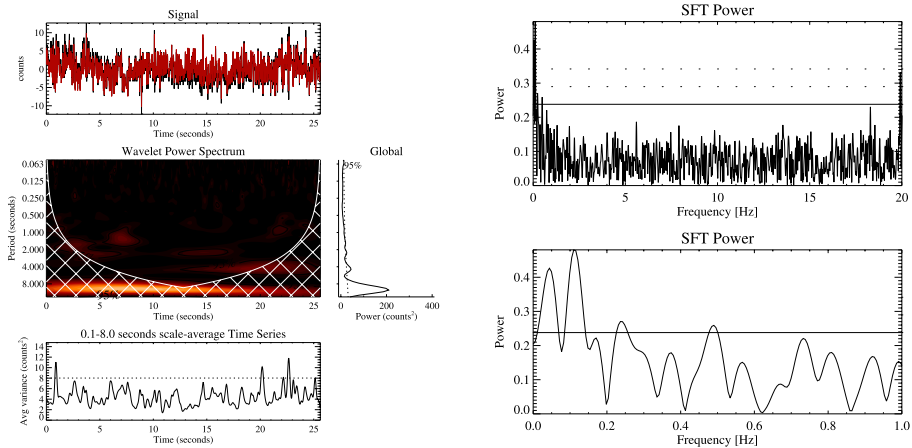 Signal
10
5
0
-5
-10
counts
0 5 10 15 20 25
Time (seconds)
Wavelet Power Spectrum
0.063
0.125
0.250
0.500
1.000
2.000
4.000
8.000
Period (seconds)
95%
0 5 10 15 20 25
Time (seconds)
Global
95%
0 200 400
Power (counts²)
0.1-8.0 seconds scale-average Time Series
14
12
10
8
6
4
2
0
Avg variance (counts²)
0 5 10 15 20 25
Time (seconds)
SFT Power
0.4
0.3
0.2
0.1
0.0
Power
0 5 10 15 20
Frequency [Hz]
SFT Power
0.4
0.3
0.2
0.1
0.0
Power
0.0 0.2 0.4 0.6 0.8 1.0
Frequency [Hz]